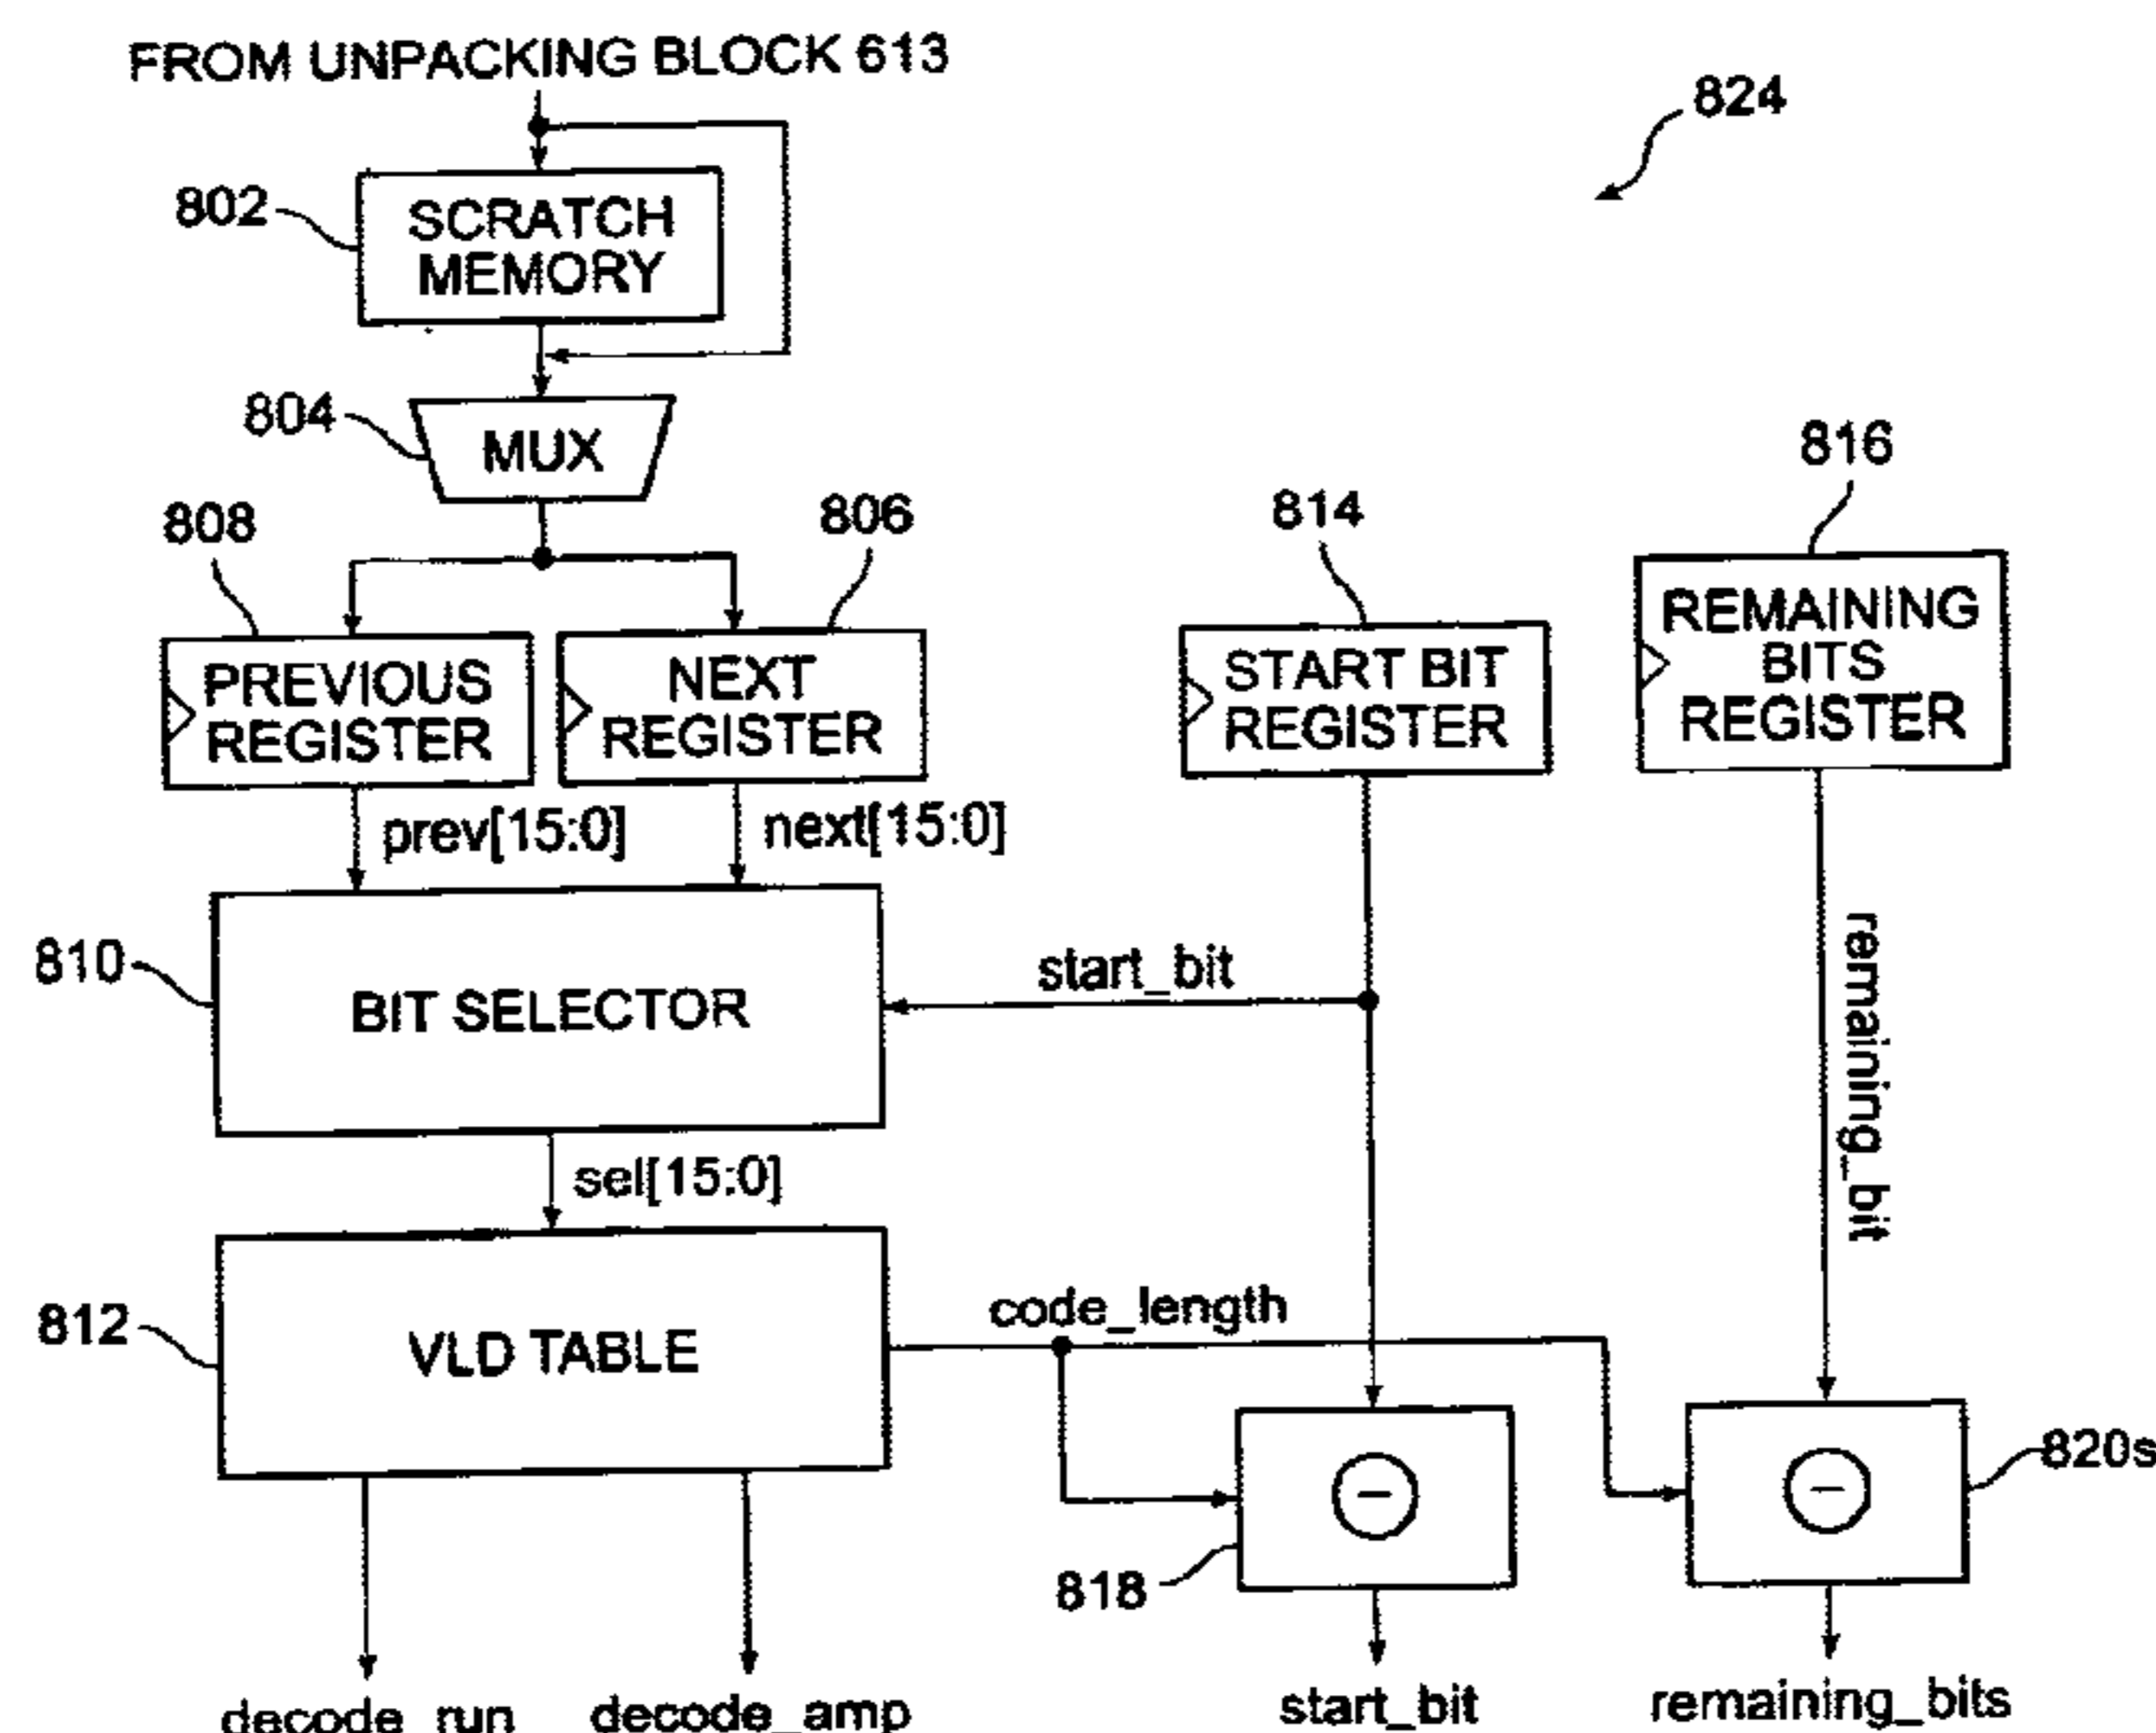 FROM UNPACKING BLOCK 613
824
802
SCRATCH
MEMORY
804
MUX
808
806
814
816
PREVIOUS
REGISTER
NEXT
REGISTER
START BIT
REGISTER
REMAINING
BITS
REGISTER
prev[15:0]
next[15:0]
810
BIT SELECTOR
start_bit
remaining_bit
sel[15:0]
812
VLD TABLE
code_length
818
820s
decode_run
decode_amp
start_bit
remaining_bits